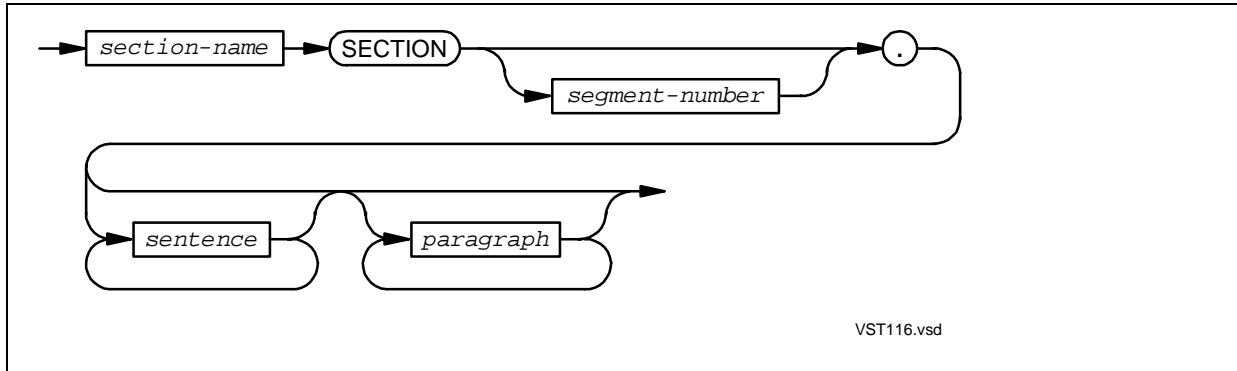 section-name SECTION .
segment-number
sentence paragraph
VST116.vsd